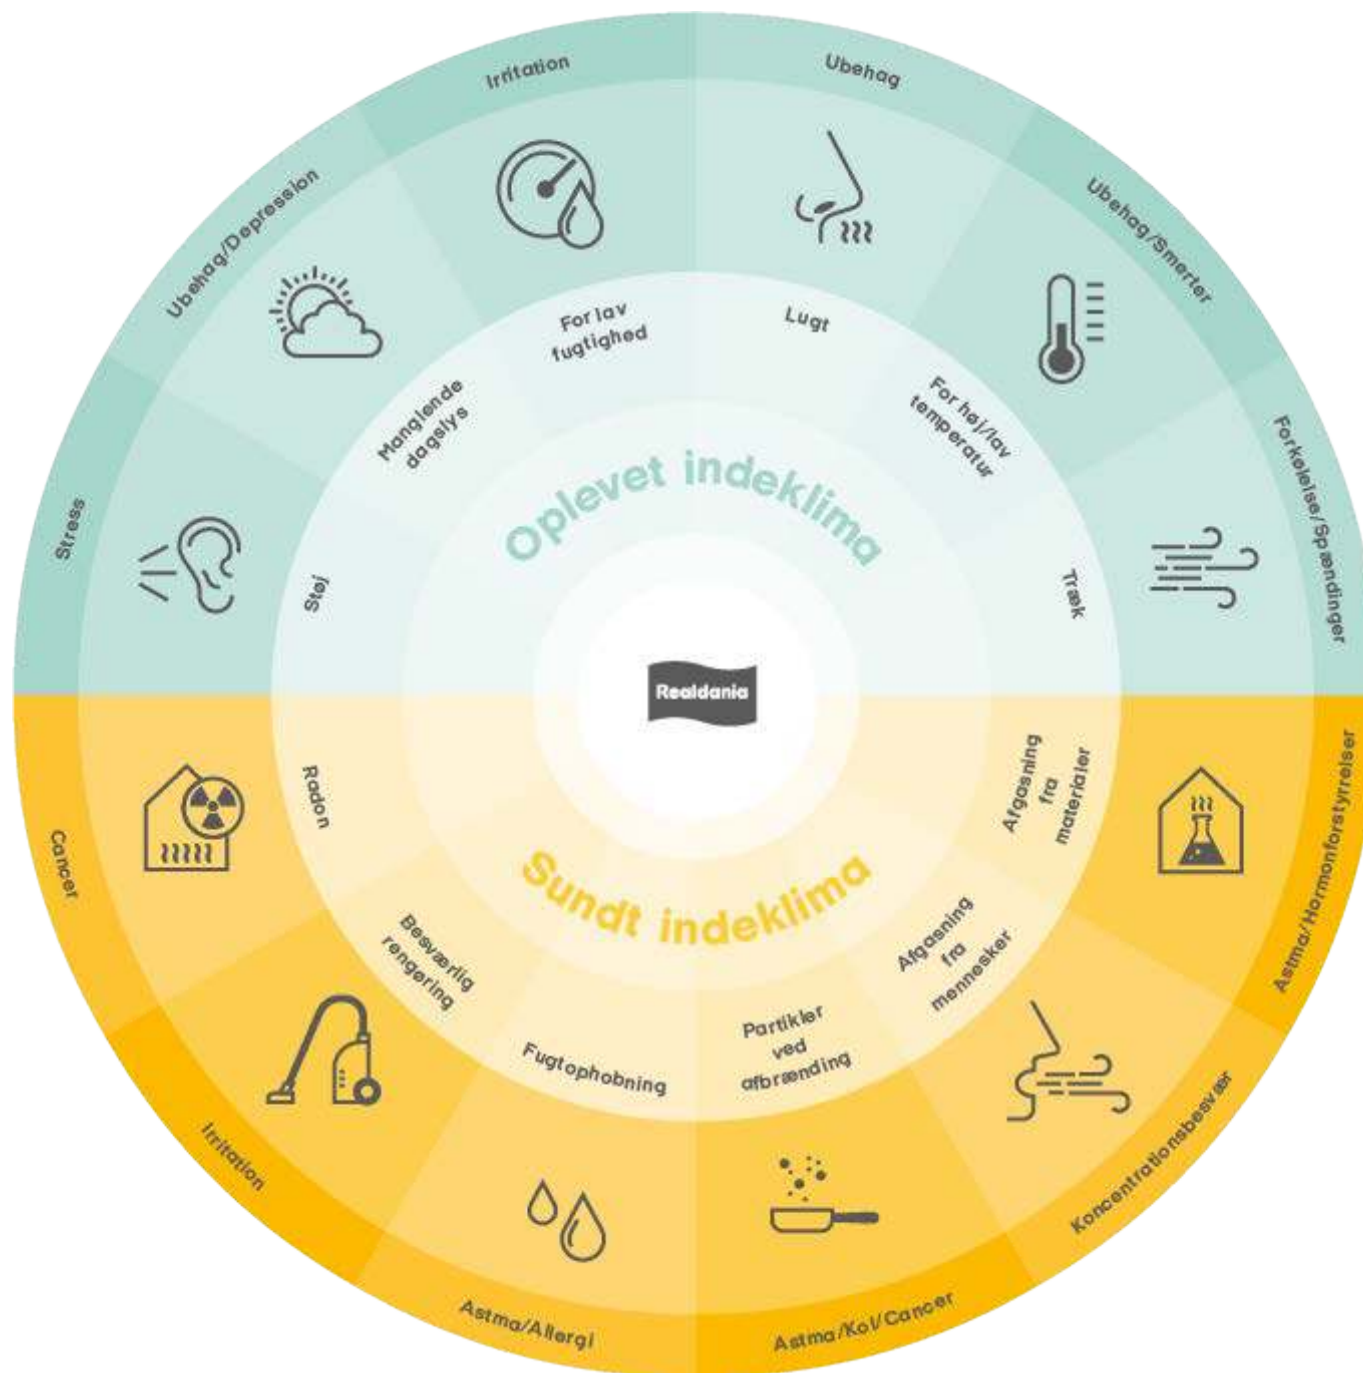 Irritation
Ubehag
Ubehag/Smerter
Forkølelse/Spændinger
Astma/Hormonforstyrrelser
Koncentrationsbesvær
Astma/Kol/Cancer
Astma/Allergi
Irritation
Cancer
Stress
Ubehag/Depression
For lav
fugtighed
Lugt
For høj/lav
temperatur
Træk
Afgasning
fra
materialer
Afgasning
fra
mennesker
Partikler
ved
afbrænding
Fugtophobning
Besværlig
rengøring
Radon
Støj
Manglende
dagslys
Oplevet indeklima
Realdania
Sundt indeklima